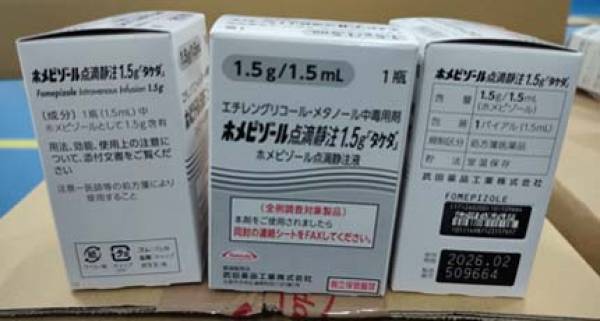 ホメピゾール点滴静注1.5g「タケダ」
Fomepizole Intravenous Infusion 1.5g
(成分) 1瓶(1.5mL)中
ホメピゾールとして1.5g含有
用法、効能、使用上の注意に
ついて、添付文書をご覧くだ
さい
注意－医師等の処方箋により
使用すること
1.5g/1.5mL
1瓶
エチレングリコール・メタノール中毒用剤
ホメピゾール点滴静注1.5g「タケダ」
ホメピゾール点滴静注液
(全例調査対象製品)
本剤をご使用されましたら
同封の連絡シートをFAXしてください。
武田薬品工業株式会社
ホメピゾール点滴静注1.5g「タケダ」
含量 1.5g/1.5mL
(ホメピゾール)
包装 1バイアル(1.5mL)
規制区分 処方箋医薬品
貯法 室温保存
武田薬品工業株式会社
FOMEPIZOLE
2026.02
509664